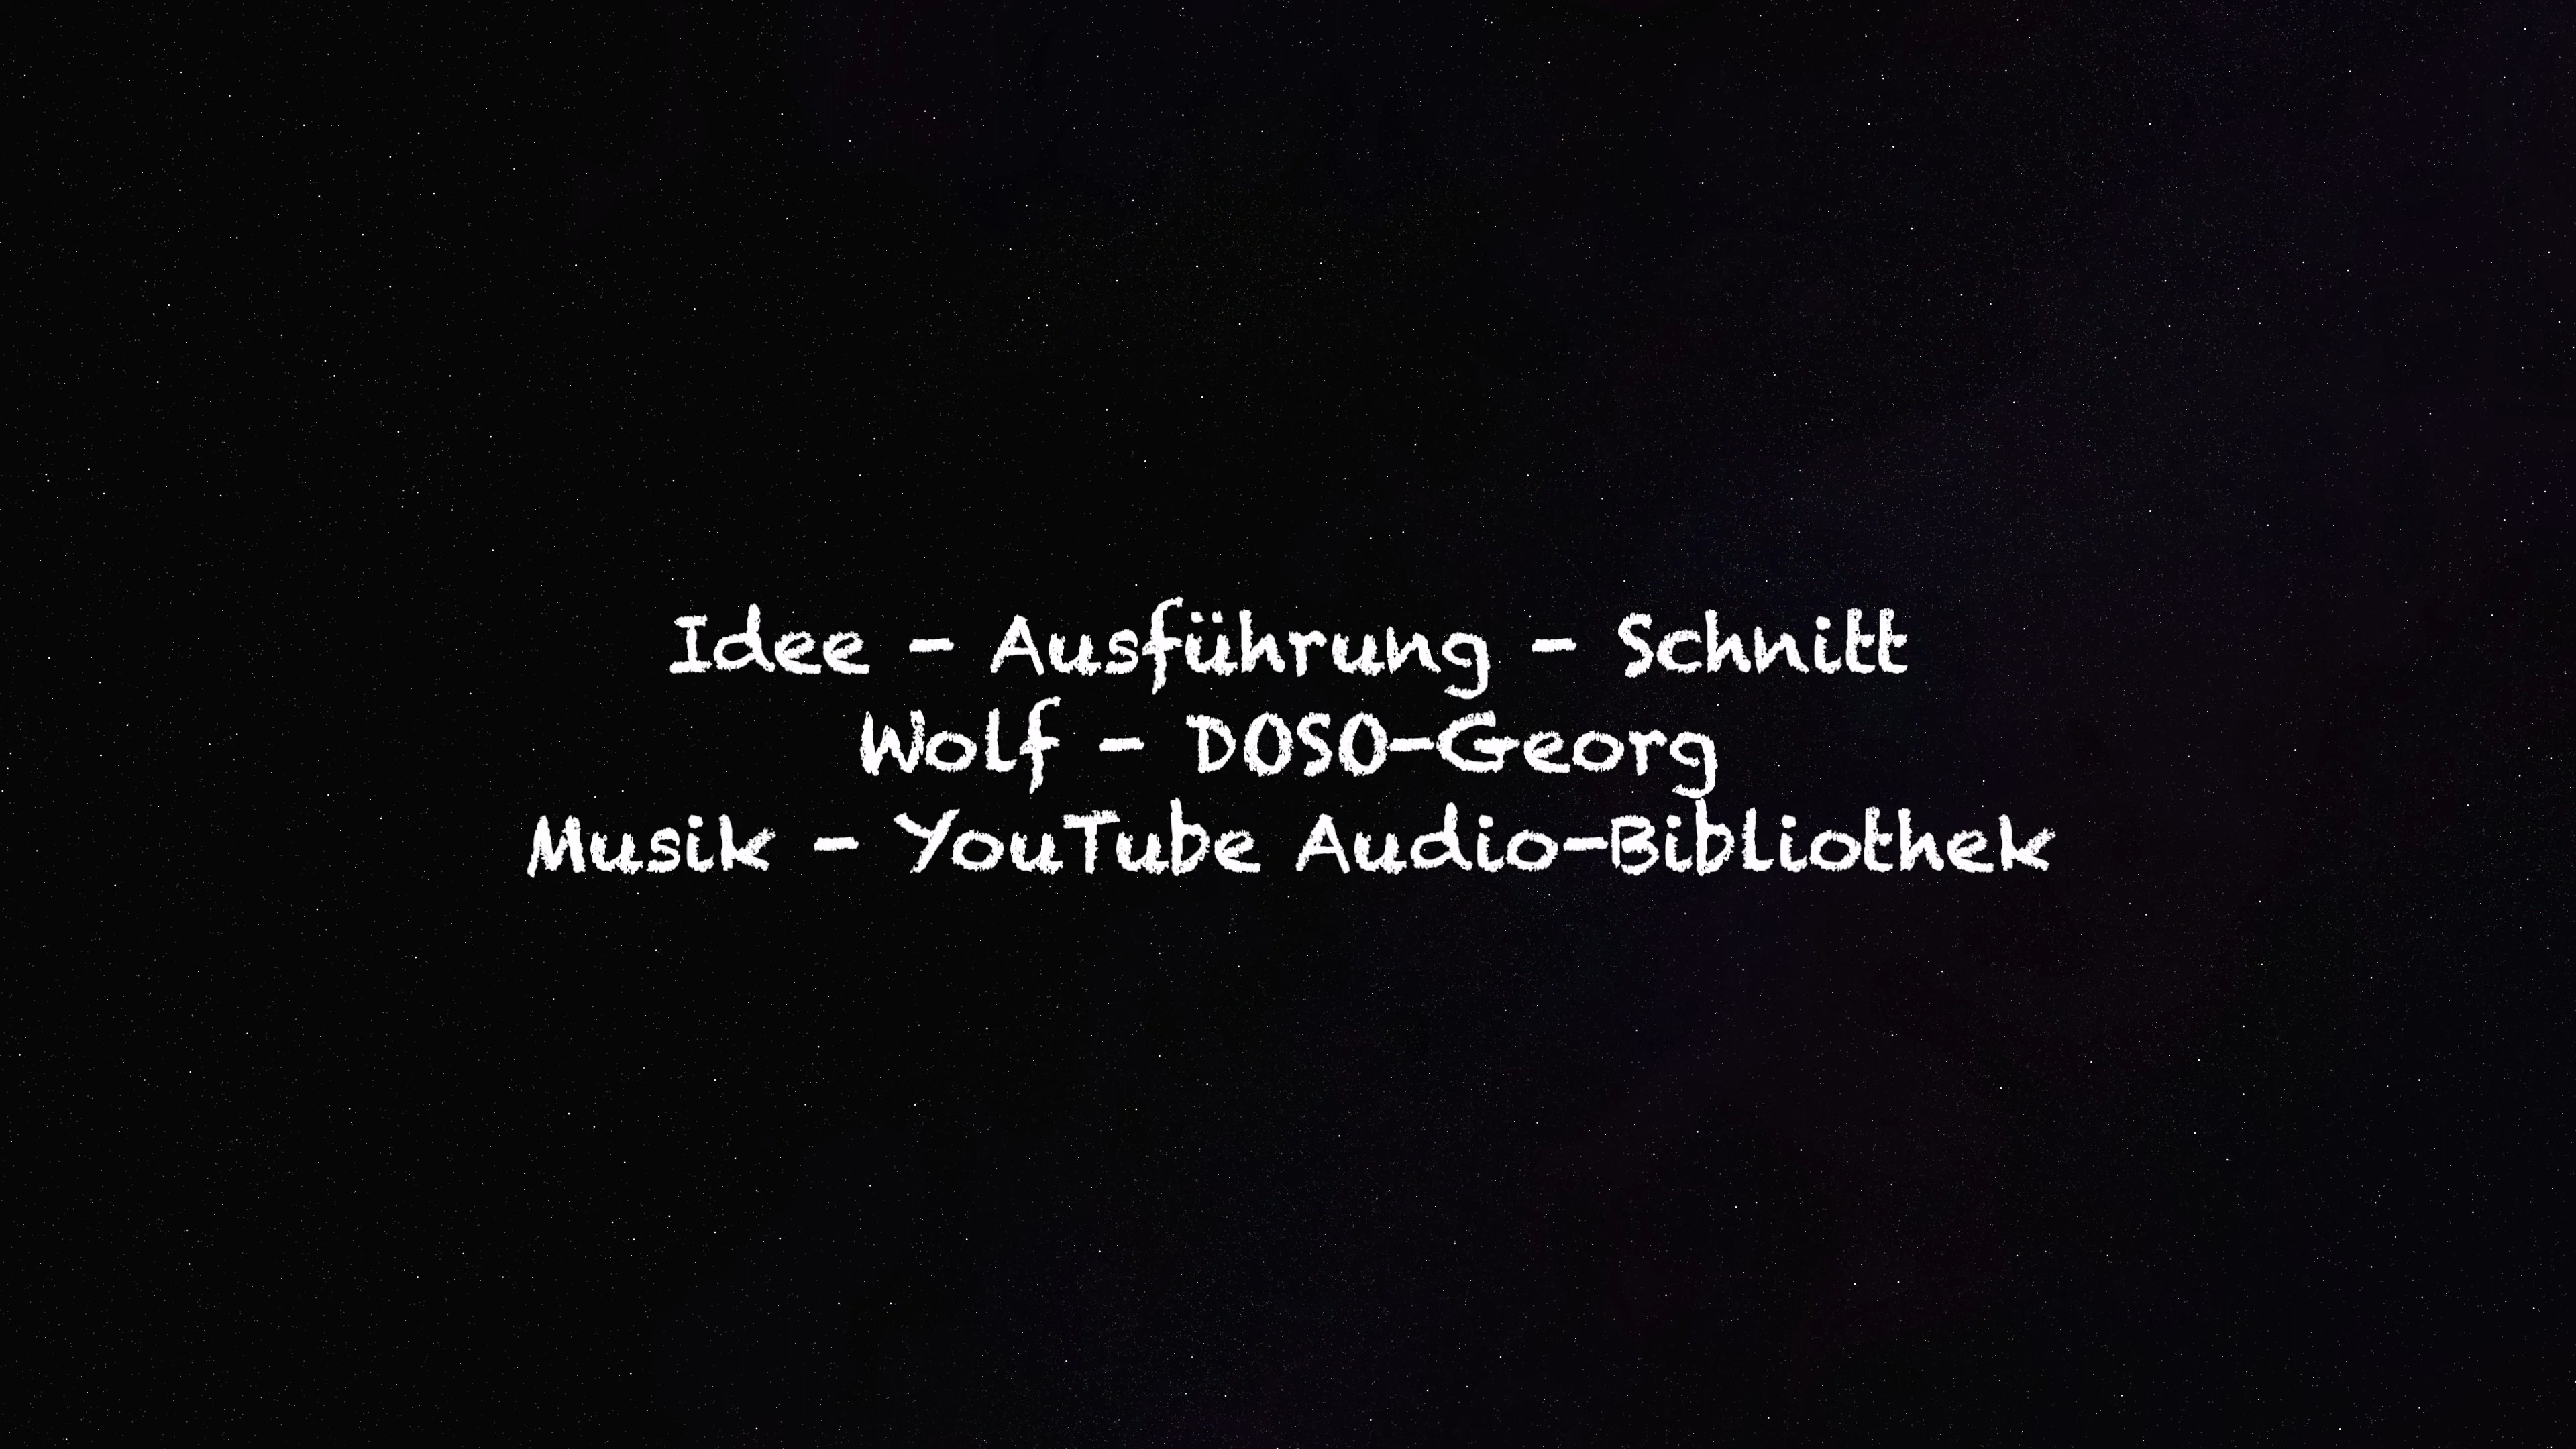 Idee - Ausführung - Schnitt
Wolf - DOSO-Georg
Musik - YouTube Audio-Bibliothek